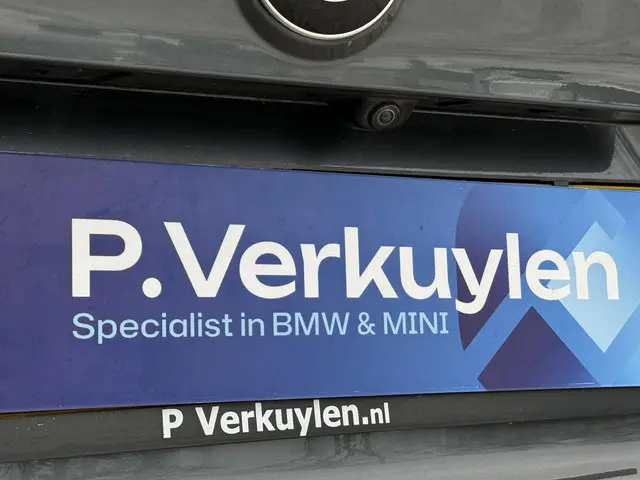 P.Verkuylen
Specialist in BMW & MINI
P Verkuylen.nl